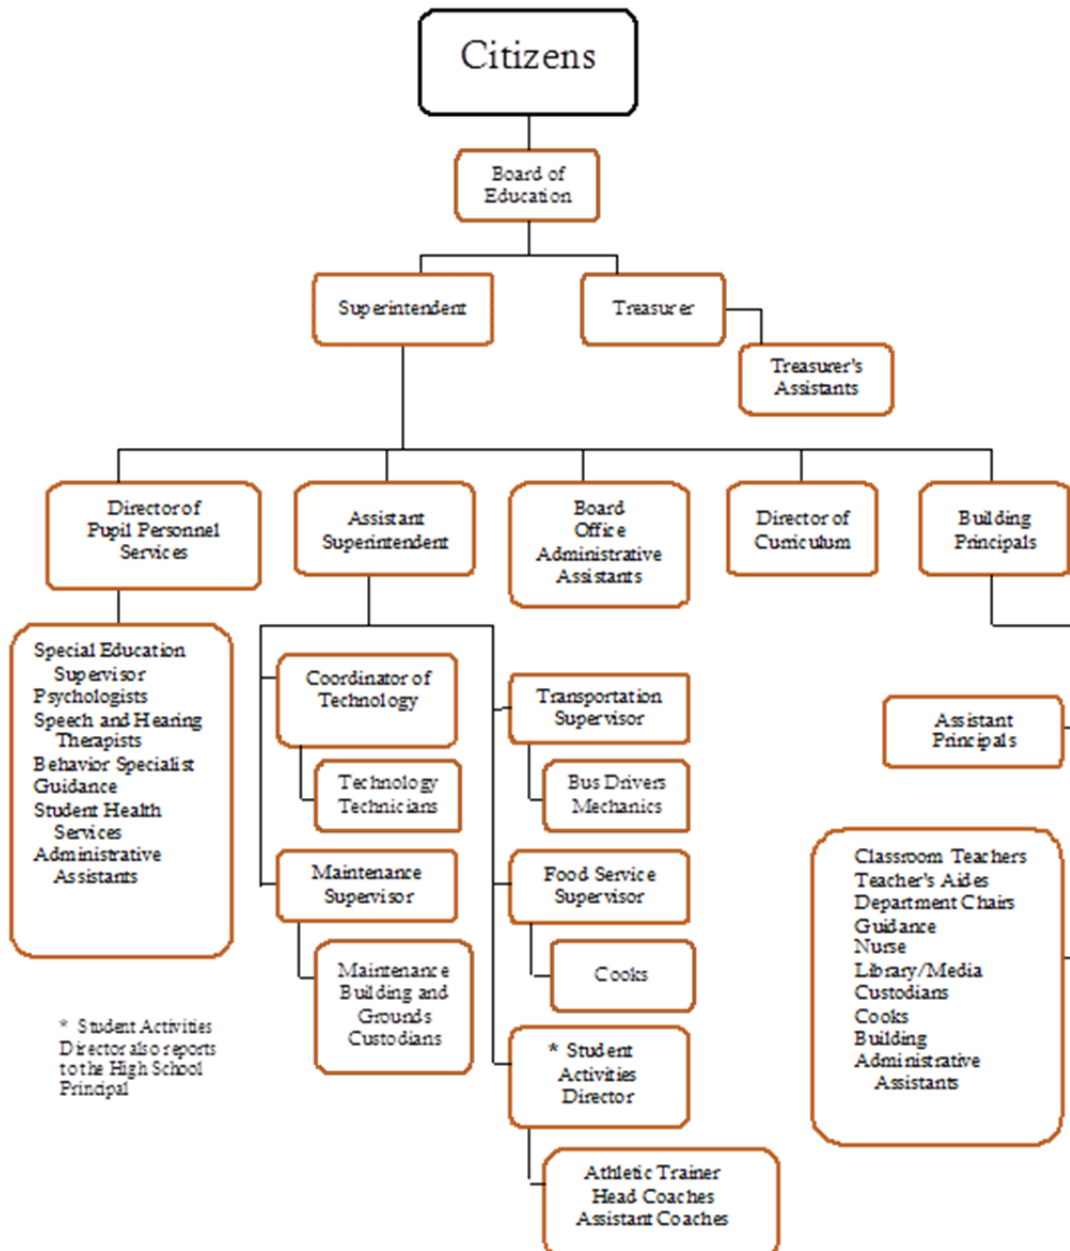 Citizens
Board of
Education
Superintendent
Treasurer
Treasurer's
Assistants
Director of
Pupil Personnel
Services
Assistant
Superintendent
Board
Office
Administrative
Assistants
Director of
Curriculum
Building
Principals
Special Education
Supervisor
Psychologists
Speech and Hearing
Therapists
Behavior Specialist
Guidance
Student Health
Services
Administrative
Assistants
Coordinator of
Technology
Technology
Technicians
Maintenance
Supervisor
Maintenance
Building and
Grounds
Custodians
Transportation
Supervisor
Bus Drivers
Mechanics
Food Service
Supervisor
Cooks
* Student
Activities
Director
Athletic Trainer
Head Coaches
Assistant Coaches
Assistant
Principals
Classroom Teachers
Teacher's Aides
Department Chairs
Guidance
Nurse
Library/Media
Custodians
Cooks
Building
Administrative
Assistants
* Student Activities
Director also reports
to the High School
Principal